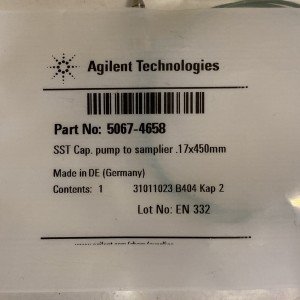 Agilent Technologies
Part No: 5067-4658
SST Cap. pump to samplier .17x450mm
Made in DE (Germany)
Contents: 1 31011023 B404 Kap 2
Lot No: EN 332